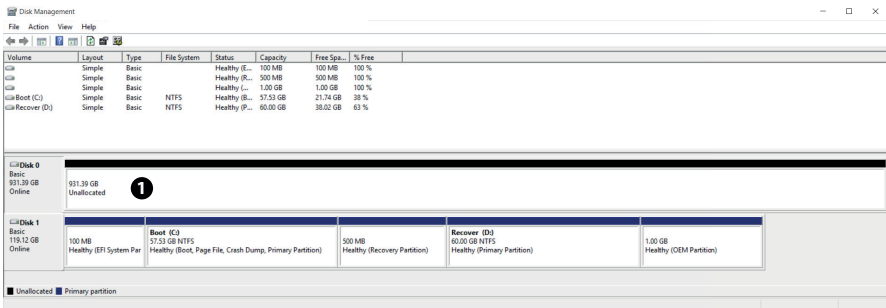 Disk Management
File Action View Help
Volume Layout Type File System Status Capacity Free Spa... % Free
Simple Basic Healthy (E... 100 MB 100 MB 100 %
Simple Basic Healthy (R... 500 MB 500 MB 100 %
Simple Basic Healthy (... 1.00 GB 1.00 GB 100 %
Boot (C:) Simple Basic NTFS Healthy (B... 57.53 GB 21.74 GB 38 %
Recover (D:) Simple Basic NTFS Healthy (P... 60.00 GB 38.02 GB 63 %
Disk 0
Basic
931.39 GB
Online
931.39 GB
Unallocated
1
Disk 1
Basic
119.12 GB
Online
100 MB
Healthy (EFI System Par
Boot (C:)
57.53 GB NTFS
Healthy (Boot, Page File, Crash Dump, Primary Partition)
500 MB
Healthy (Recovery Partition)
Recover (D:)
60.00 GB NTFS
Healthy (Primary Partition)
1.00 GB
Healthy (OEM Partition)
Unallocated Primary partition